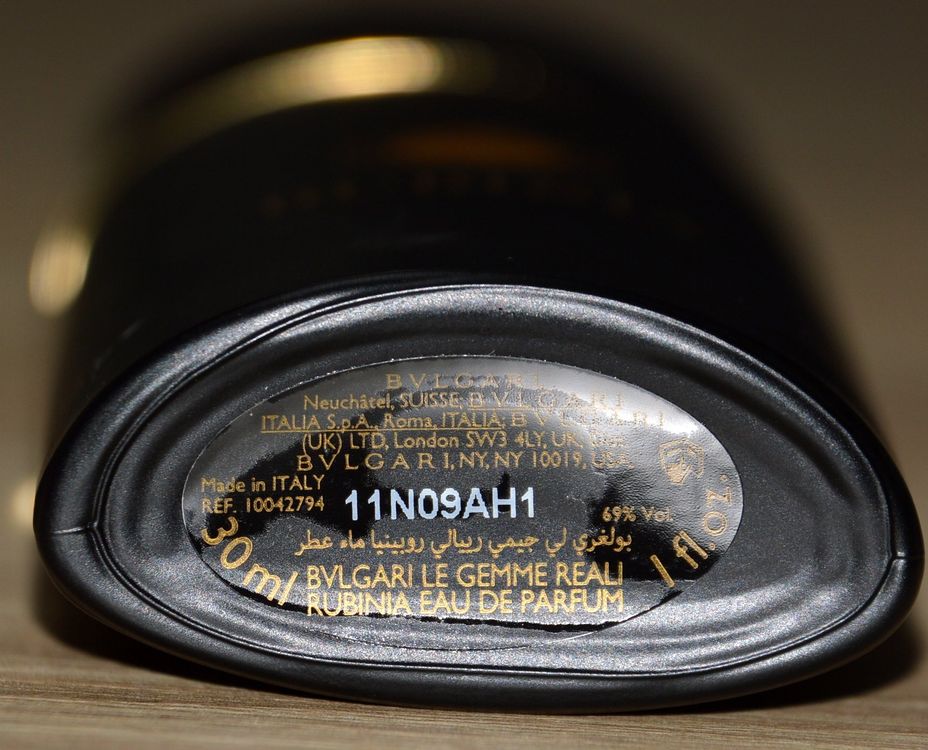 BVLGARI
Neuchâtel, SUISSE BVLGARI
ITALIA S.p.A., Roma, ITALIA; BVLGARI
(UK) LTD, London SW3 4LY, UK
BVLGARI, NY, NY 10019, USA
Made in ITALY
REF. 10042794
11N09AH1
69% Vol.
بولغري لي جيمي ريالي روبينيا ماء عطر
30 ml
1 fl. oz.
BVLGARI LE GEMME REALI
RUBINIA EAU DE PARFUM